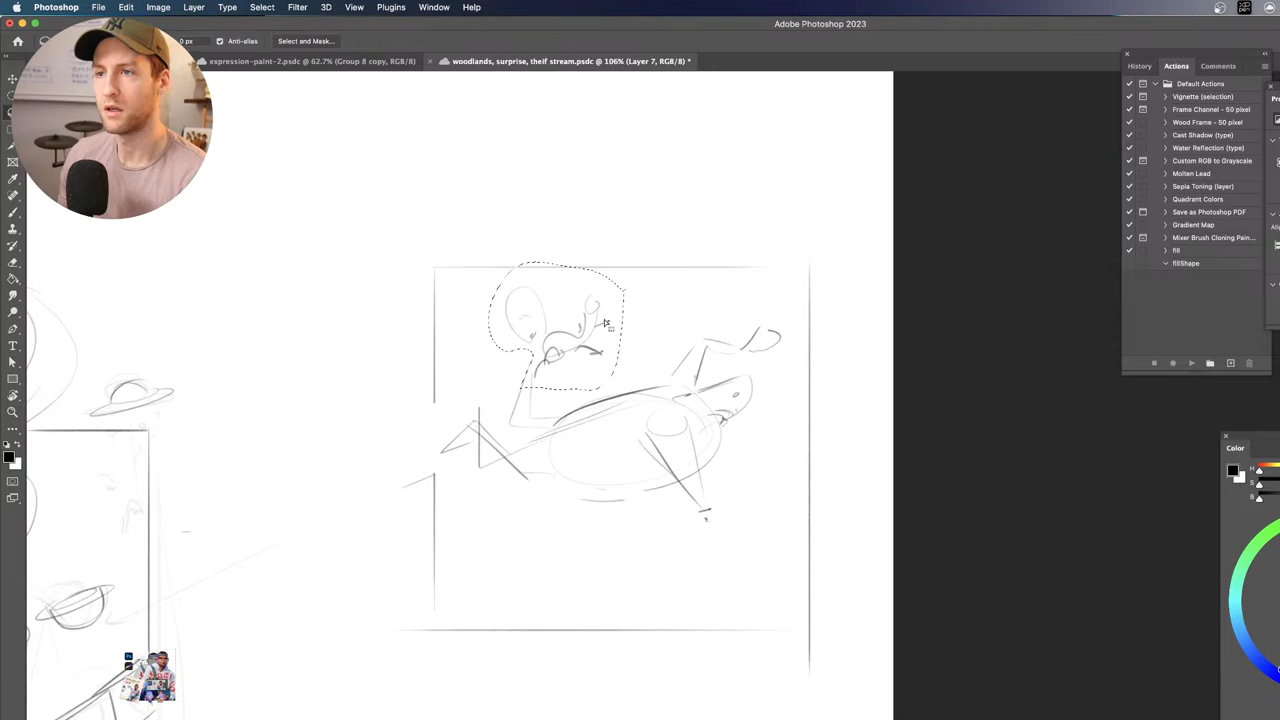 Photoshop File Edit Image Layer Type Select Filter 3D View Plugins Window Help
Adobe Photoshop 2023
0 px Anti-alias Select and Mask...
expression-paint-2.psdc @ 62.7% (Group 8 copy, RGB/8)
woodlands, surprise, theif stream.psdc @ 106% (Layer 7, RGB/8) *
History Actions Comments
Default Actions
Vignette (selection)
Frame Channel - 50 pixel
Wood Frame - 50 pixel
Cast Shadow (type)
Water Reflection (type)
Custom RGB to Grayscale
Molten Lead
Sepia Toning (layer)
Quadrant Colors
Save as Photoshop PDF
Gradient Map
Mixer Brush Cloning Pain...
fill
fillShape
Color
H
S
B